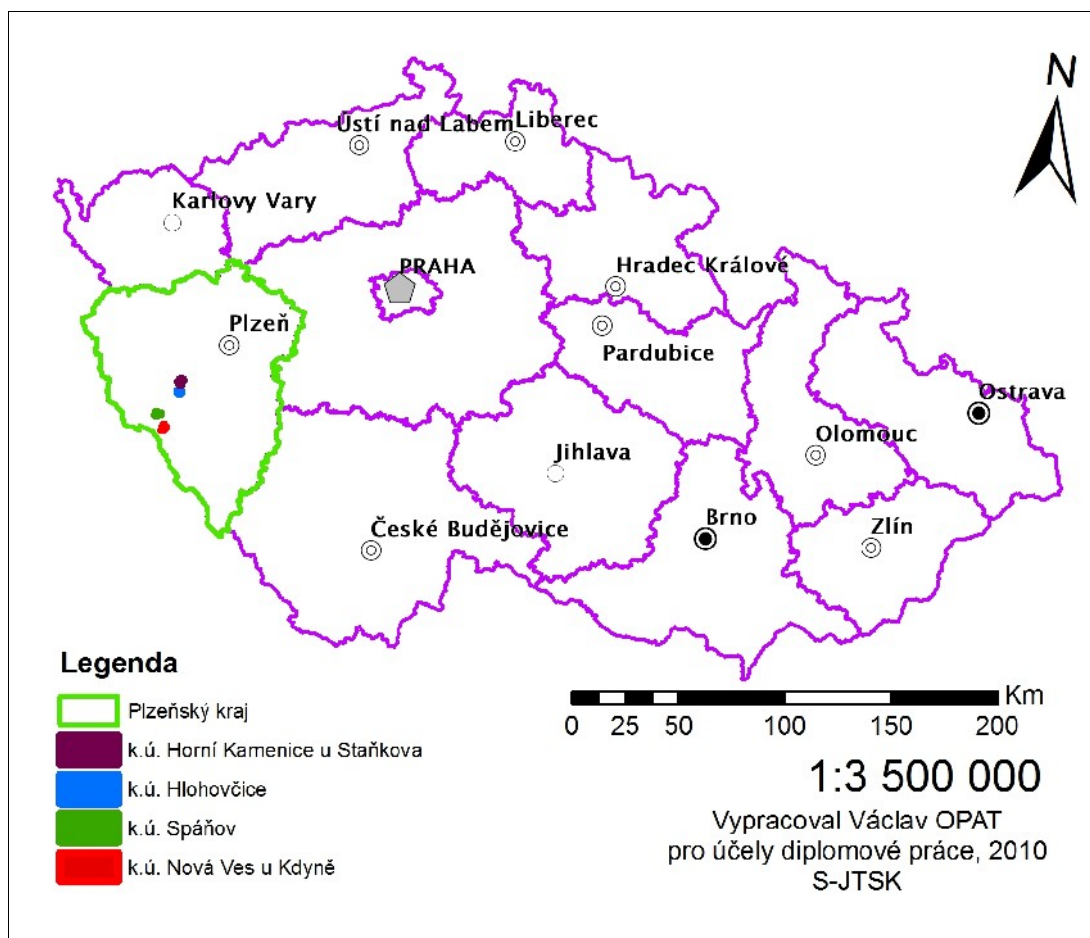 N
Ústí nad Labem
Liberec
Karlovy Vary
PRAHA
Hradec Králové
Plzeň
Pardubice
Ostrava
Olomouc
Jihlava
Brno
Zlín
České Budějovice
Legenda
Plzeňský kraj
k.ú. Horní Kamenice u Staňkova
k.ú. Hlohovčice
k.ú. Spáňov
k.ú. Nová Ves u Kdyně
Km
0 25 50 100 150 200
1:3 500 000
Vypracoval Václav OPAT
pro účely diplomové práce, 2010
S-JTSK